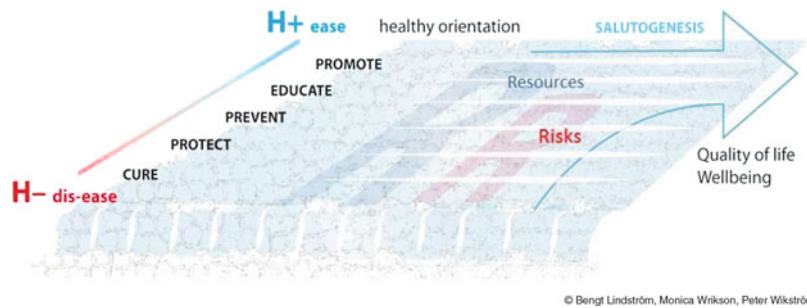 H+ ease healthy orientation SALUTOGENESIS
PROMOTE
EDUCATE
PREVENT
PROTECT
CURE
H– dis-ease
Resources
Risks
Quality of life
Wellbeing
© Bengt Lindström, Monica Wrikson, Peter Wikströ